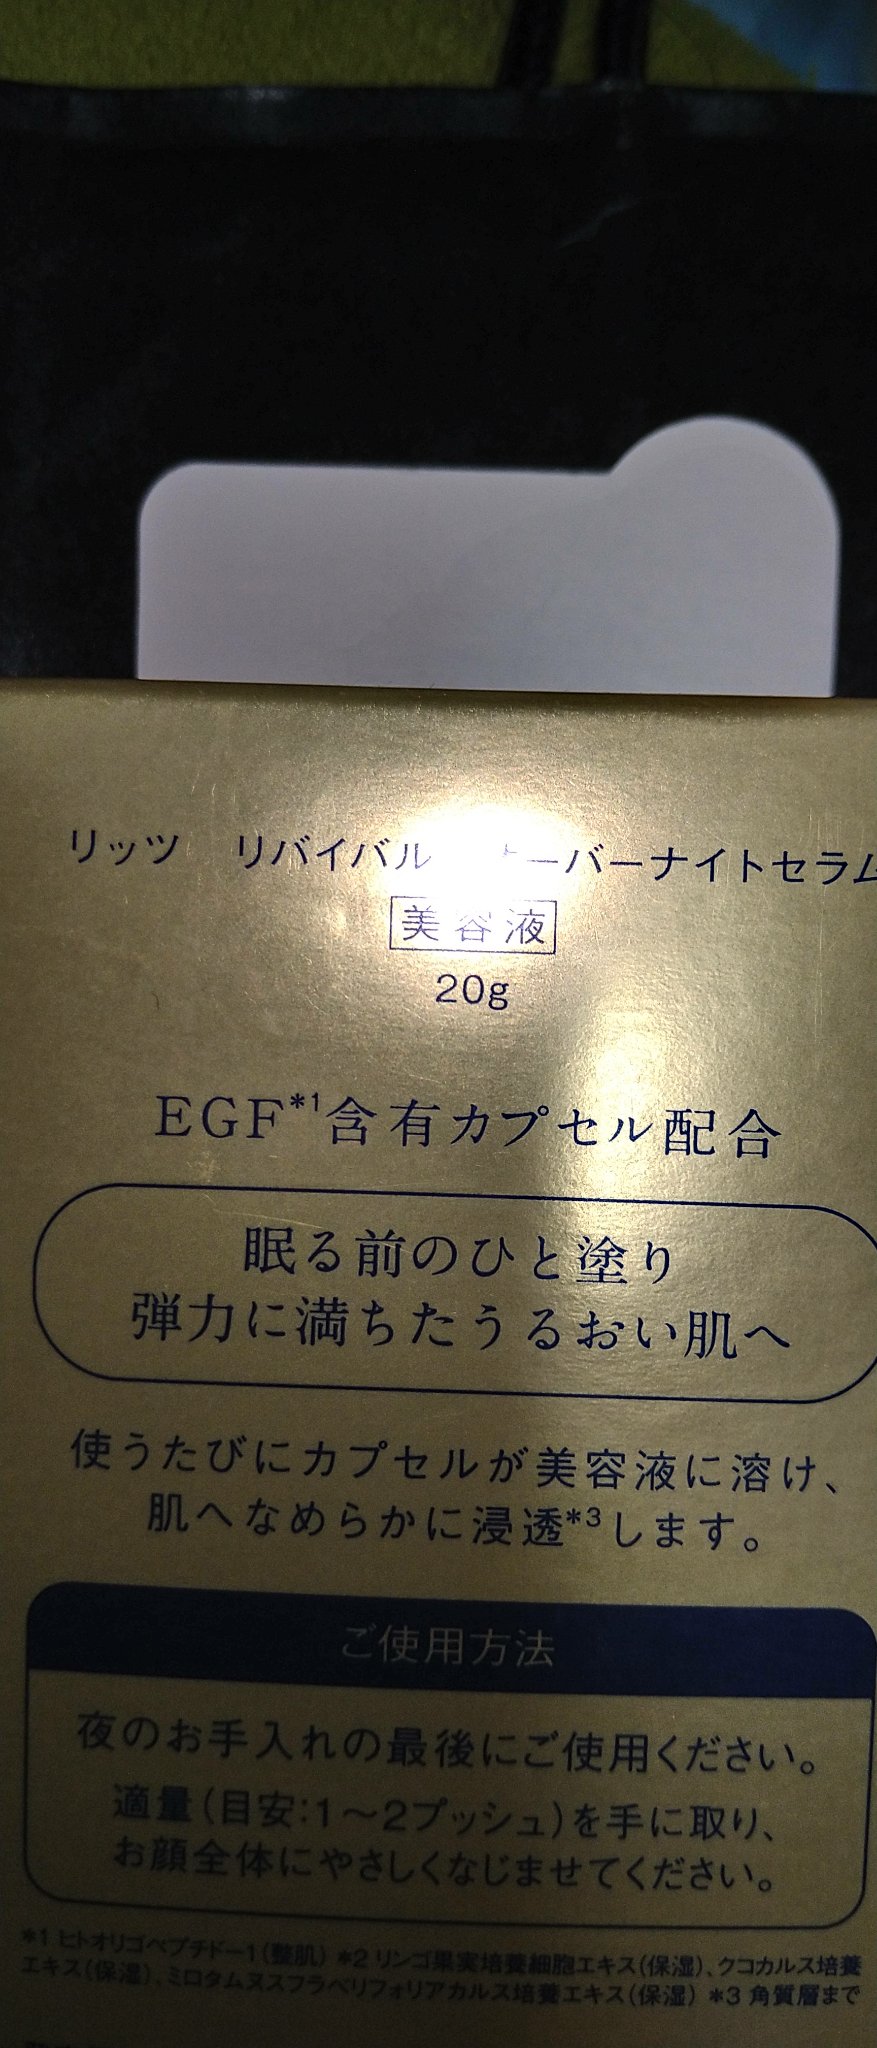 リッツ リバイバル ーバーナイトセラム
美容液
20g
EGF*1含有カプセル配合
眠る前のひと塗り
弾力に満ちたうるおい肌へ
使うたびにカプセルが美容液に溶け、
肌へなめらかに浸透*3します。
ご使用方法
夜のお手入れの最後にご使用ください。
適量(目安:1～2プッシュ)を手に取り、
お顔全体にやさしくなじませてください。
*1 ヒトオリゴペプチド-1(整肌) *2 リンゴ果実培養細胞エキス(保湿)、クコカルス培養
エキス(保湿)、ミロタムヌスフラベリフォリアカルス培養エキス(保湿) *3 角質層まで